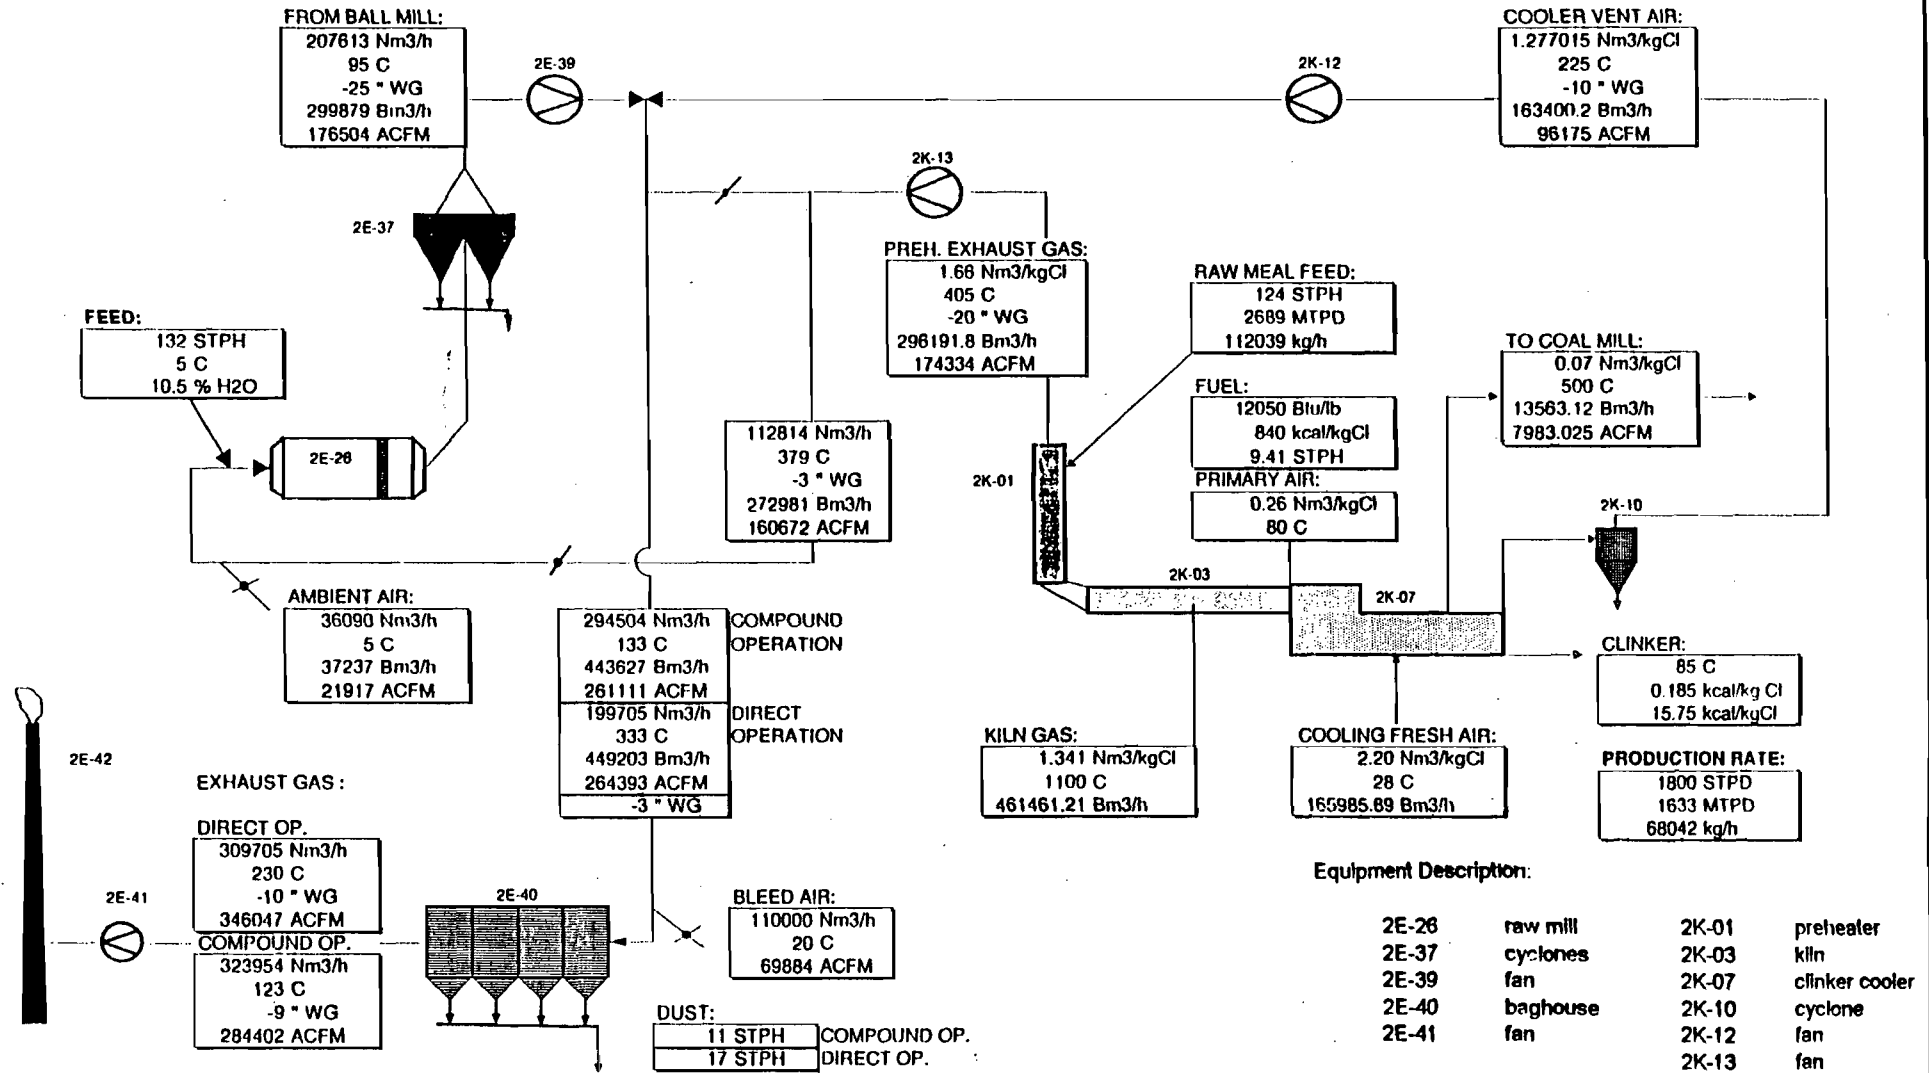 FROM BALL MILL:
207613 Nm3/h
95 C
-25 " WG
299879 Bm3/h
176504 ACFM
2E-39
2K-12
COOLER VENT AIR:
1.277015 Nm3/kgCl
225 C
-10 " WG
163400.2 Bm3/h
96175 ACFM
2K-13
2E-37
PREH. EXHAUST GAS:
1.66 Nm3/kgCl
405 C
-20 " WG
296191.8 Bm3/h
174334 ACFM
RAW MEAL FEED:
124 STPH
2689 MTPD
112039 kg/h
FEED:
132 STPH
5 C
10.5 % H2O
TO COAL MILL:
0.07 Nm3/kgCl
500 C
13563.12 Bm3/h
7983.025 ACFM
FUEL:
12050 Btu/lb
840 kcal/kgCl
9.41 STPH
PRIMARY AIR:
0.26 Nm3/kgCl
80 C
2E-26
112814 Nm3/h
379 C
-3 " WG
272981 Bm3/h
160672 ACFM
2K-01
2K-10
2K-03
2K-07
AMBIENT AIR:
36090 Nm3/h
5 C
37237 Bm3/h
21917 ACFM
294504 Nm3/h COMPOUND
133 C OPERATION
443627 Bm3/h
261111 ACFM
199705 Nm3/h DIRECT
333 C OPERATION
449203 Bm3/h
264393 ACFM
-3 " WG
CLINKER:
85 C
0.185 kcal/kg Cl
15.75 kcal/kgCl
KILN GAS:
1.341 Nm3/kgCl
1100 C
461461.21 Bm3/h
COOLING FRESH AIR:
2.20 Nm3/kgCl
28 C
165985.89 Bm3/h
PRODUCTION RATE:
1800 STPD
1633 MTPD
68042 kg/h
2E-42
EXHAUST GAS :
DIRECT OP.
309705 Nm3/h
230 C
-10 " WG
346047 ACFM
COMPOUND OP.
323954 Nm3/h
123 C
-9 " WG
284402 ACFM
2E-41
2E-40
BLEED AIR:
110000 Nm3/h
20 C
69884 ACFM
DUST:
11 STPH COMPOUND OP.
17 STPH DIRECT OP.
Equipment Description:
2E-26 raw mill 2K-01 preheater
2E-37 cyclones 2K-03 kiln
2E-39 fan 2K-07 clinker cooler
2E-40 baghouse 2K-10 cyclone
2E-41 fan 2K-12 fan
2K-13 fan